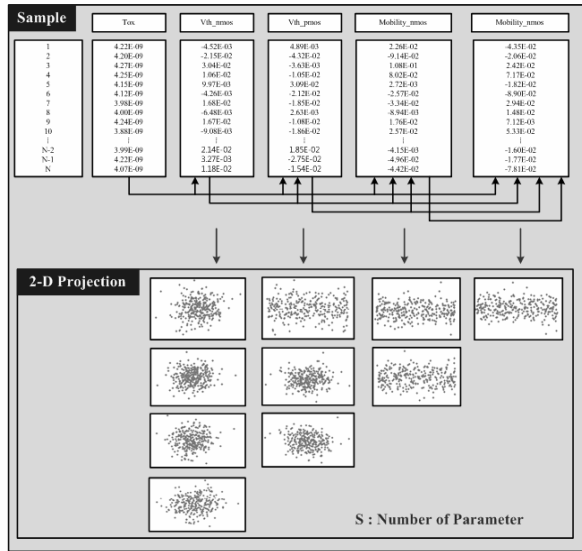 Sample
Tox Vth_nmos Vth_pmos Mobility_nmos Mobility_nmos
1 4.22E-09 -4.52E-03 4.89E-03 2.26E-02 -4.35E-02
2 4.20E-09 -2.15E-02 -4.32E-02 -9.14E-02 -2.06E-02
3 4.27E-09 3.04E-02 -3.63E-03 1.08E-01 2.42E-02
4 4.25E-09 1.06E-02 -1.05E-02 8.02E-02 7.17E-02
5 4.15E-09 9.97E-03 3.09E-02 2.72E-03 -1.82E-02
6 4.12E-09 -4.26E-03 -2.12E-02 -2.57E-02 -8.90E-02
7 3.98E-09 1.68E-02 -1.85E-02 -3.34E-02 2.94E-02
8 4.00E-09 -6.48E-03 2.63E-03 -8.94E-03 1.48E-02
9 4.24E-09 1.67E-02 -1.08E-02 1.76E-02 7.12E-03
10 3.88E-09 -9.08E-03 -1.86E-02 2.57E-02 5.33E-02
N-2 3.99E-09 2.14E-02 1.85E-02 -4.15E-03 -1.60E-02
N-1 4.22E-09 3.27E-03 -2.75E-02 -4.96E-02 -1.77E-02
N 4.07E-09 1.18E-02 -1.54E-02 -4.42E-02 -7.81E-02
2-D Projection
S : Number of Parameter